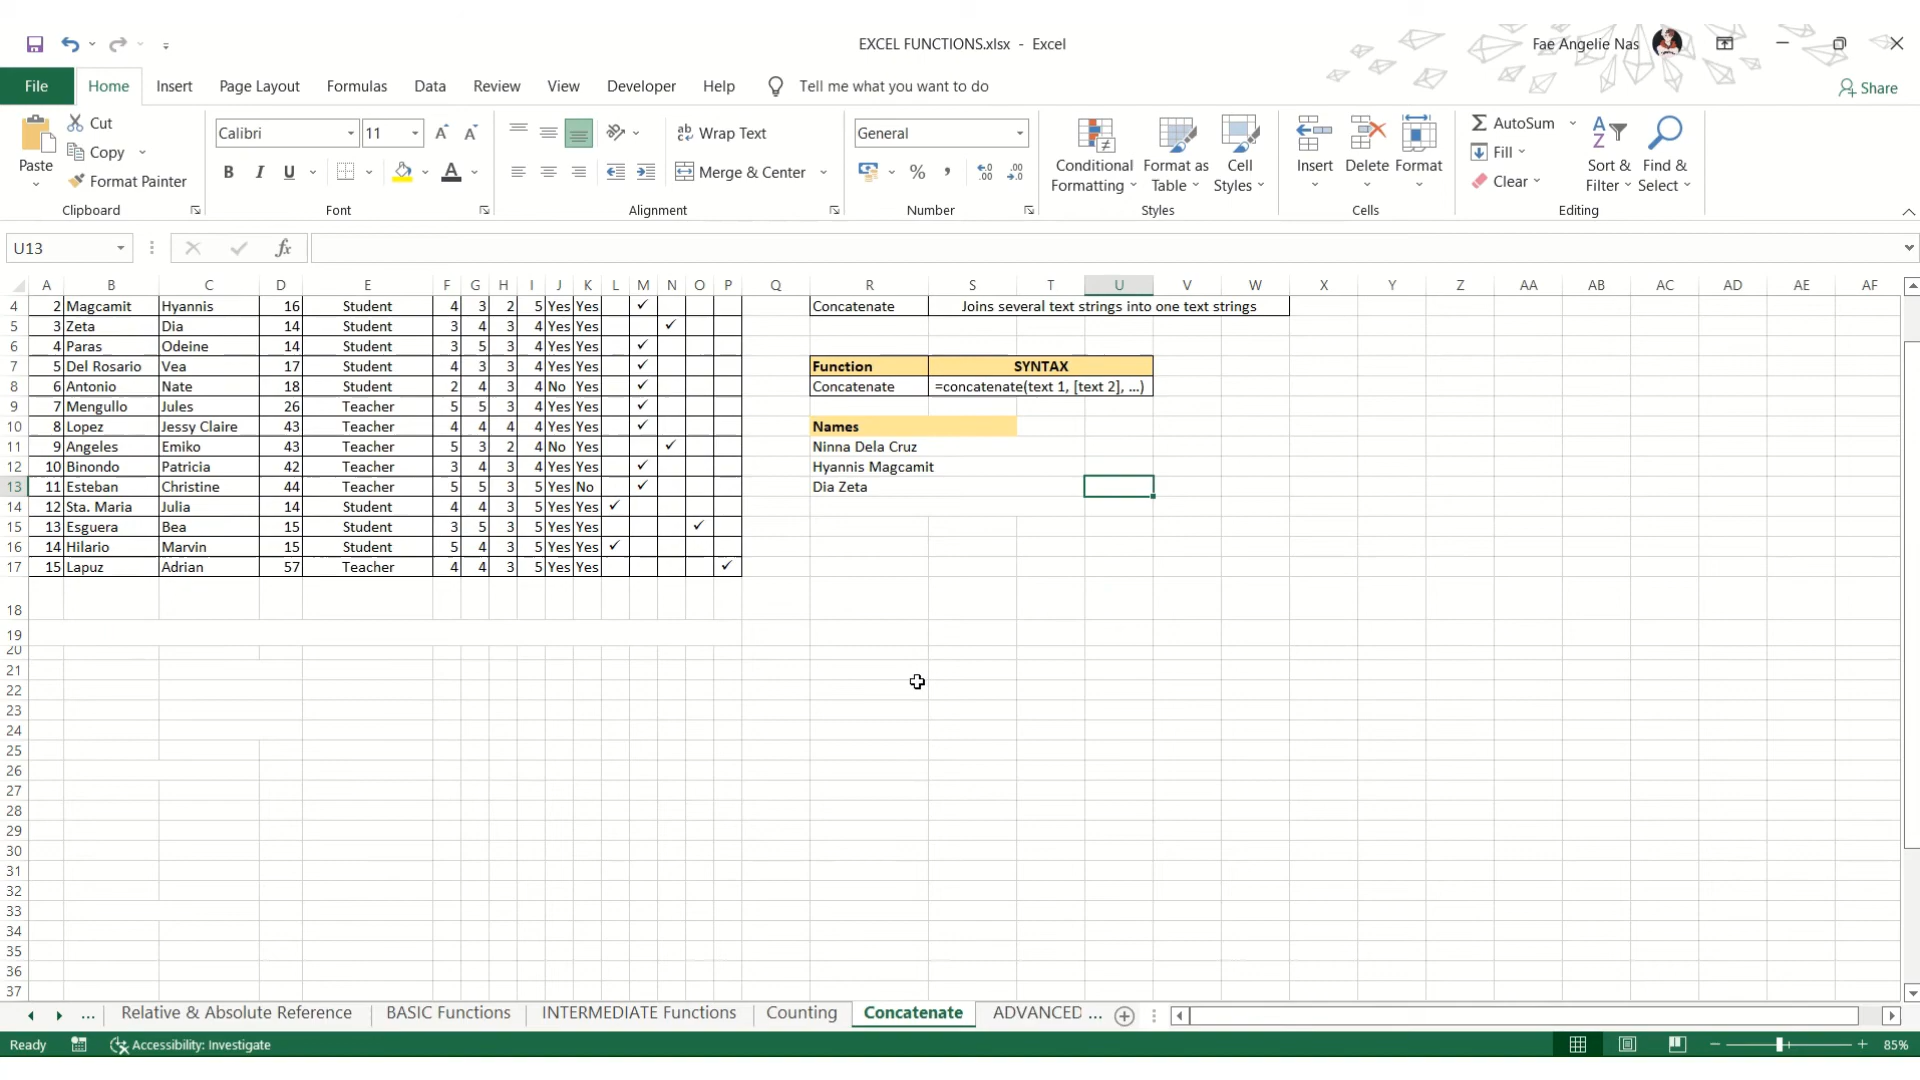 EXCEL FUNCTIONS.xlsx - Excel
Fae Angelie Nas
File Home Insert Page Layout Formulas Data Review View Developer Help Tell me what you want to do
Share
Paste
Cut
Copy
Format Painter
Clipboard
Calibri 11
B I U
Font
Wrap Text
Merge & Center
Alignment
General
Number
Conditional Formatting
Format as Table
Cell Styles
Styles
Insert Delete Format
Cells
AutoSum
Fill
Clear
Sort & Filter
Find & Select
Editing
U13 fx
A B C D E F G H I J K L M N O P Q R S T U V W X Y Z AA AB AC AD AE AF
4 2 Magcamit Hyannis 16 Student 4 3 2 5 Yes Yes ✓ Concatenate Joins several text strings into one text strings
5 3 Zeta Dia 14 Student 3 4 3 4 Yes Yes ✓
6 4 Paras Odeine 14 Student 3 5 3 4 Yes Yes ✓
7 5 Del Rosario Vea 17 Student 4 3 3 4 Yes Yes ✓ Function SYNTAX
8 6 Antonio Nate 18 Student 2 4 3 4 No Yes ✓ Concatenate =concatenate(text 1, [text 2], ...)
9 7 Mengullo Jules 26 Teacher 5 5 3 4 Yes Yes ✓
10 8 Lopez Jessy Claire 43 Teacher 4 4 4 4 Yes Yes ✓ Names
11 9 Angeles Emiko 43 Teacher 5 3 2 4 No Yes ✓ Ninna Dela Cruz
12 10 Binondo Patricia 42 Teacher 3 4 3 4 Yes Yes ✓ Hyannis Magcamit
13 11 Esteban Christine 44 Teacher 5 5 3 5 Yes No ✓ Dia Zeta
14 12 Sta. Maria Julia 14 Student 4 4 3 5 Yes Yes ✓
15 13 Esguera Bea 15 Student 3 5 3 5 Yes Yes ✓
16 14 Hilario Marvin 15 Student 5 4 3 5 Yes Yes ✓
17 15 Lapuz Adrian 57 Teacher 4 4 3 5 Yes Yes ✓
18
19
20
21
22
23
24
25
26
27
28
29
30
31
32
33
34
35
36
37
... Relative & Absolute Reference BASIC Functions INTERMEDIATE Functions Counting Concatenate ADVANCED ...
Ready Accessibility: Investigate 85%